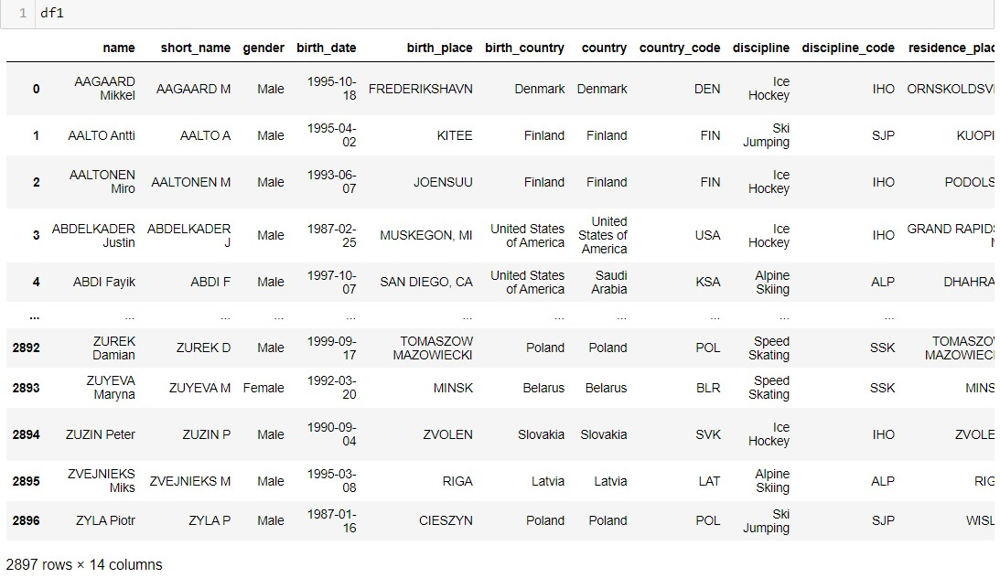 1 df1
name short_name gender birth_date birth_place birth_country country country_code discipline discipline_code residence_plac
0 AAGAARD Mikkel AAGAARD M Male 1995-10-18 FREDERIKSHAVN Denmark Denmark DEN Ice Hockey IHO ORNSKOLDSVI
1 AALTO Antti AALTO A Male 1995-04-02 KITEE Finland Finland FIN Ski Jumping SJP KUOPI
2 AALTONEN Miro AALTONEN M Male 1993-06-07 JOENSUU Finland Finland FIN Ice Hockey IHO PODOLS
3 ABDELKADER Justin ABDELKADER J Male 1987-02-25 MUSKEGON, MI United States of America United States of America USA Ice Hockey IHO GRAND RAPIDS
4 ABDI Fayik ABDI F Male 1997-10-07 SAN DIEGO, CA United States of America Saudi Arabia KSA Alpine Skiing ALP DHAHRA
... ... ... ... ... ... ... ... ... ... ...
2892 ZUREK Damian ZUREK D Male 1999-09-17 TOMASZOW MAZOWIECKI Poland Poland POL Speed Skating SSK TOMASZOW MAZOWIECK
2893 ZUYEVA Maryna ZUYEVA M Female 1992-03-20 MINSK Belarus Belarus BLR Speed Skating SSK MINS
2894 ZUZIN Peter ZUZIN P Male 1990-09-04 ZVOLEN Slovakia Slovakia SVK Ice Hockey IHO ZVOLE
2895 ZVEJNIEKS Miks ZVEJNIEKS M Male 1995-03-08 RIGA Latvia Latvia LAT Alpine Skiing ALP RIG
2896 ZYLA Piotr ZYLA P Male 1987-01-16 CIESZYN Poland Poland POL Ski Jumping SJP WISL
2897 rows × 14 columns